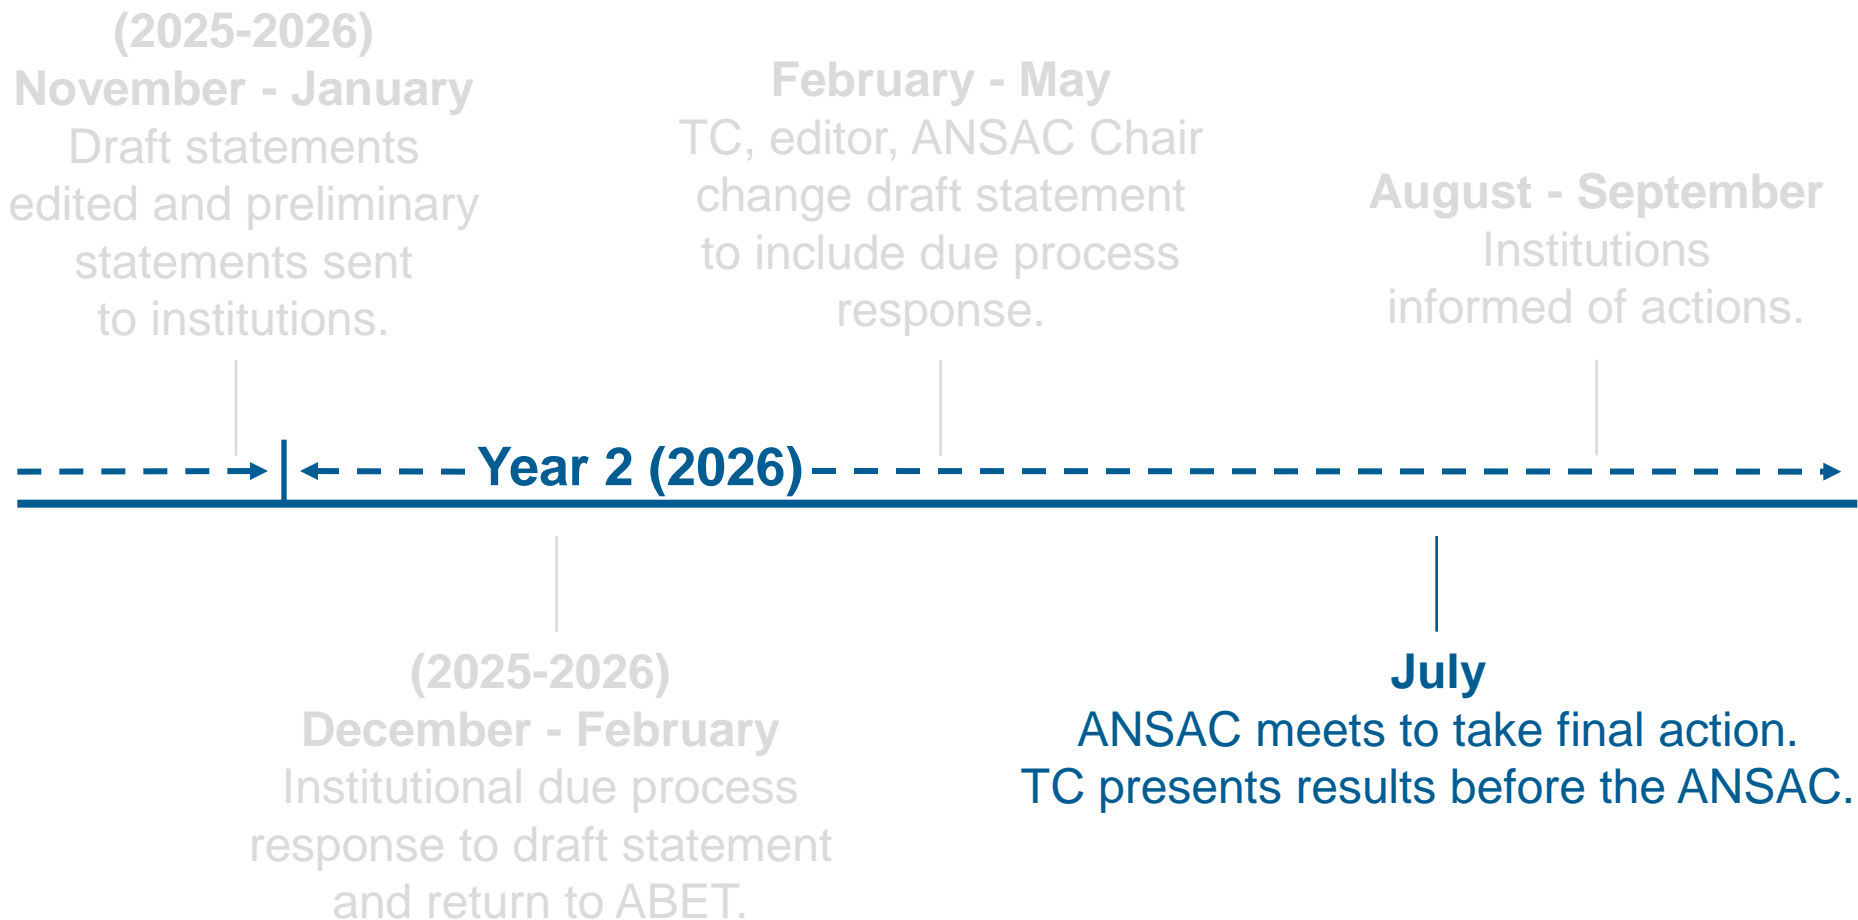 (2025-2026)
November - January
Draft statements
edited and preliminary
statements sent
to institutions.
February - May
TC, editor, ANSAC Chair
change draft statement
to include due process
response.
August - September
Institutions
informed of actions.
Year 2 (2026)
(2025-2026)
December - February
Institutional due process
response to draft statement
and return to ABET.
July
ANSAC meets to take final action.
TC presents results before the ANSAC.